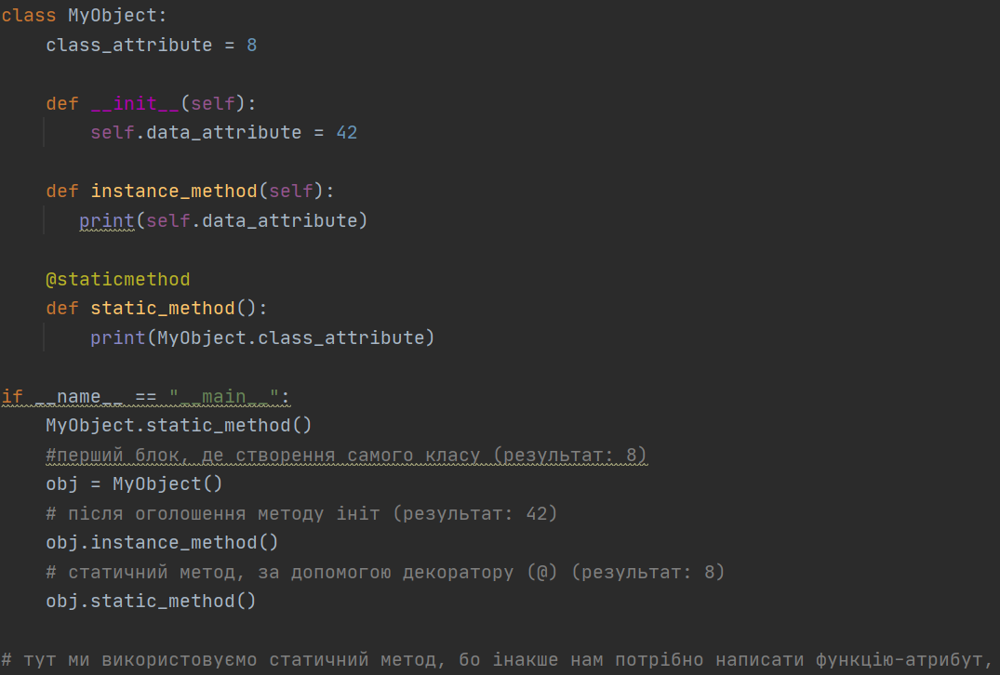 class MyObject:
    class_attribute = 8
    def __init__(self):
        self.data_attribute = 42
    def instance_method(self):
       print(self.data_attribute)
    @staticmethod
    def static_method():
        print(MyObject.class_attribute)
if __name__ == "__main__":
    MyObject.static_method()
    #перший блок, де створення самого класу (результат: 8)
    obj = MyObject()
    # після оголошення методу ініт (результат: 42)
    obj.instance_method()
    # статичний метод, за допомогою декоратору (@) (результат: 8)
    obj.static_method()
# тут ми використовуємо статичний метод, бо інакше нам потрібно написати функцію-атрибут,